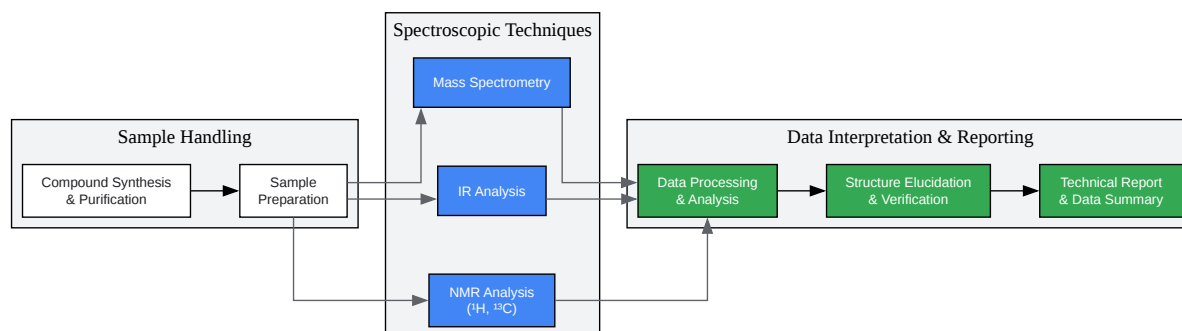 Spectroscopic Techniques
Mass Spectrometry
Sample Handling
Compound Synthesis
& Purification
Sample
Preparation
IR Analysis
NMR Analysis
(¹H, ¹³C)
Data Interpretation & Reporting
Data Processing
& Analysis
Structure Elucidation
& Verification
Technical Report
& Data Summary